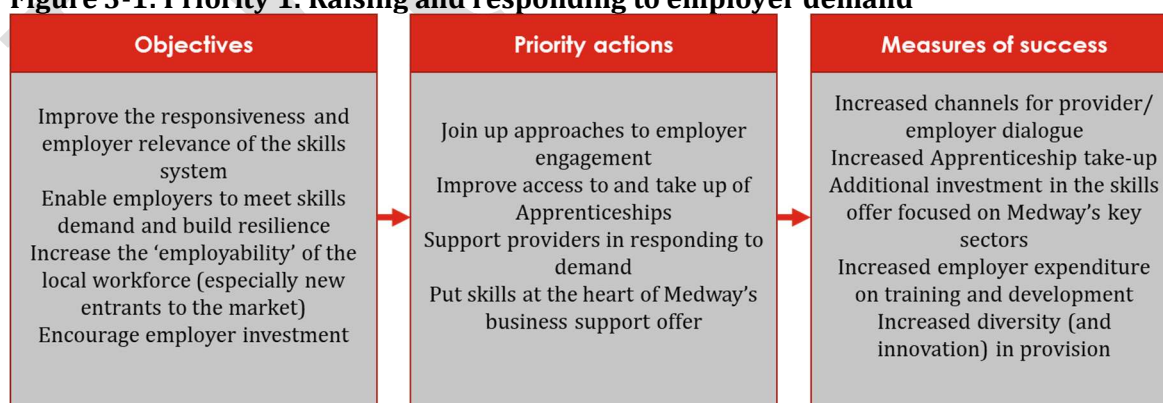 Figure 5-1: Priority 1: Raising and responding to employer demand
Objectives
Improve the responsiveness and
employer relevance of the skills
system
Enable employers to meet skills
demand and build resilience
Increase the ‘employability’ of the
local workforce (especially new
entrants to the market)
Encourage employer investment
Priority actions
Join up approaches to employer
engagement
Improve access to and take up of
Apprenticeships
Support providers in responding to
demand
Put skills at the heart of Medway’s
business support offer
Measures of success
Increased channels for provider/
employer dialogue
Increased Apprenticeship take-up
Additional investment in the skills
offer focused on Medway’s key
sectors
Increased employer expenditure
on training and development
Increased diversity (and
innovation) in provision